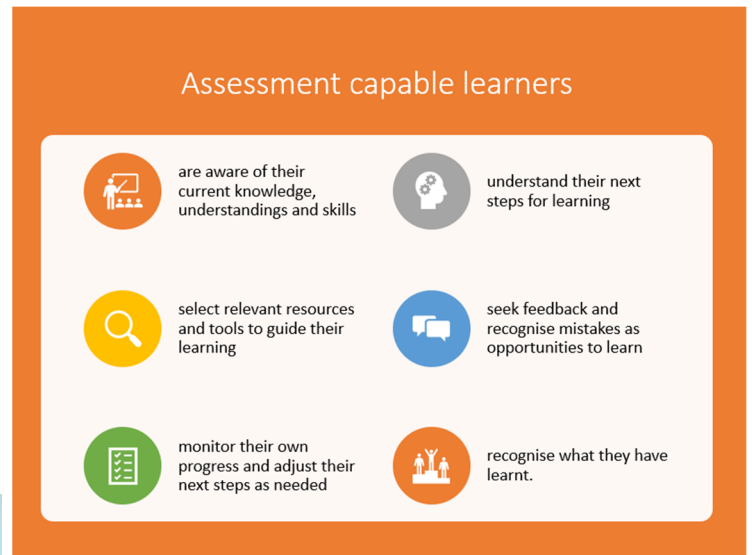 Assessment capable learners
are aware of their
current knowledge,
understandings and skills
understand their next
steps for learning
select relevant resources
and tools to guide their
learning
seek feedback and
recognise mistakes as
opportunities to learn
monitor their own
progress and adjust their
next steps as needed
recognise what they have
learnt.